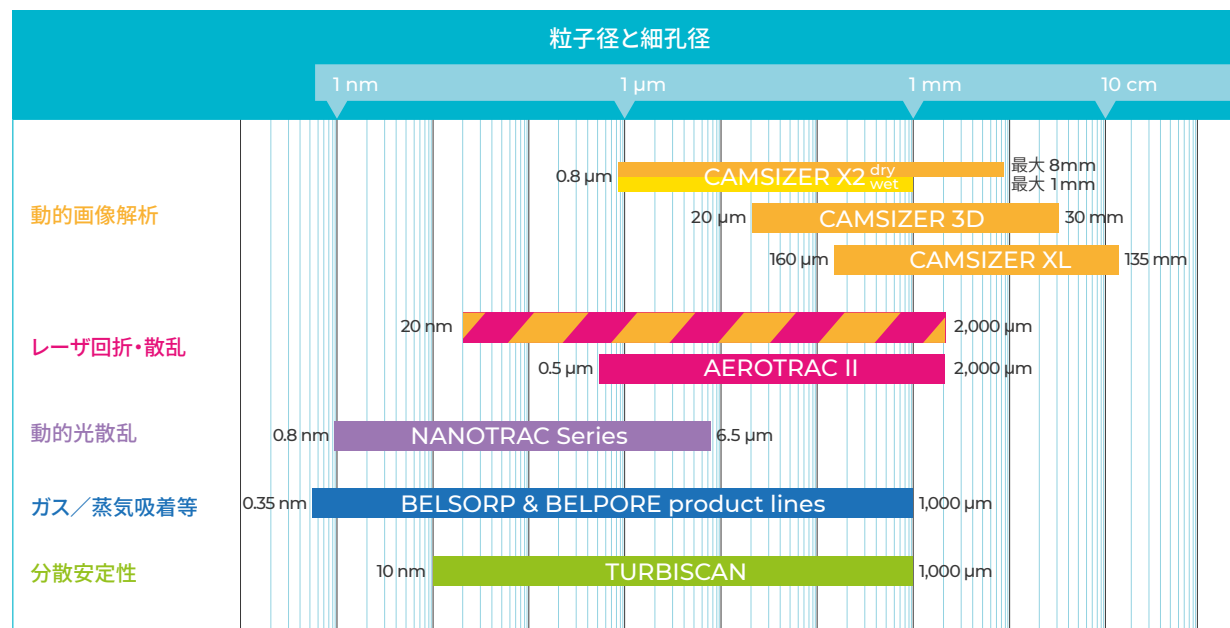 粒子径と細孔径
1 nm 1 µm 1 mm 10 cm
動的画像解析
0.8 µm CAMSIZER X2 dry 最大 8mm
wet 最大 1mm
20 µm CAMSIZER 3D 30 mm
160 µm CAMSIZER XL 135 mm
レーザ回折・散乱
20 nm 2,000 µm
0.5 µm AEROTRAC II 2,000 µm
動的光散乱
0.8 nm NANOTRAC Series 6.5 µm
ガス／蒸気吸着等
0.35 nm BELSORP & BELPORE product lines 1,000 µm
分散安定性
10 nm TURBISCAN 1,000 µm